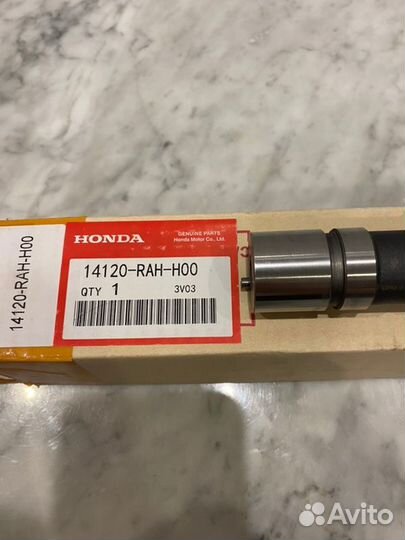 HONDA
GENUINE PARTS
Honda Motor Co., Ltd.
14120-RAH-H00
QTY 1
3V03
14120-RAH-H00
Avito